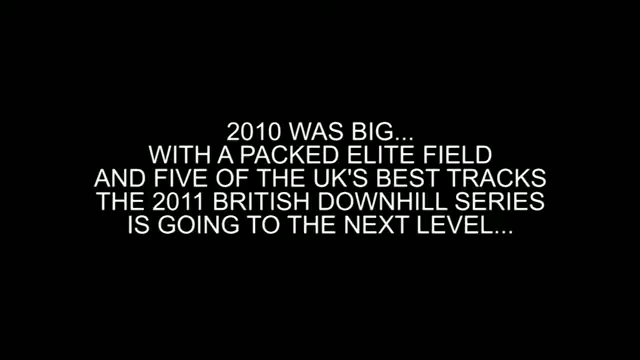 2010 WAS BIG...
WITH A PACKED ELITE FIELD
AND FIVE OF THE UK'S BEST TRACKS
THE 2011 BRITISH DOWNHILL SERIES
IS GOING TO THE NEXT LEVEL...